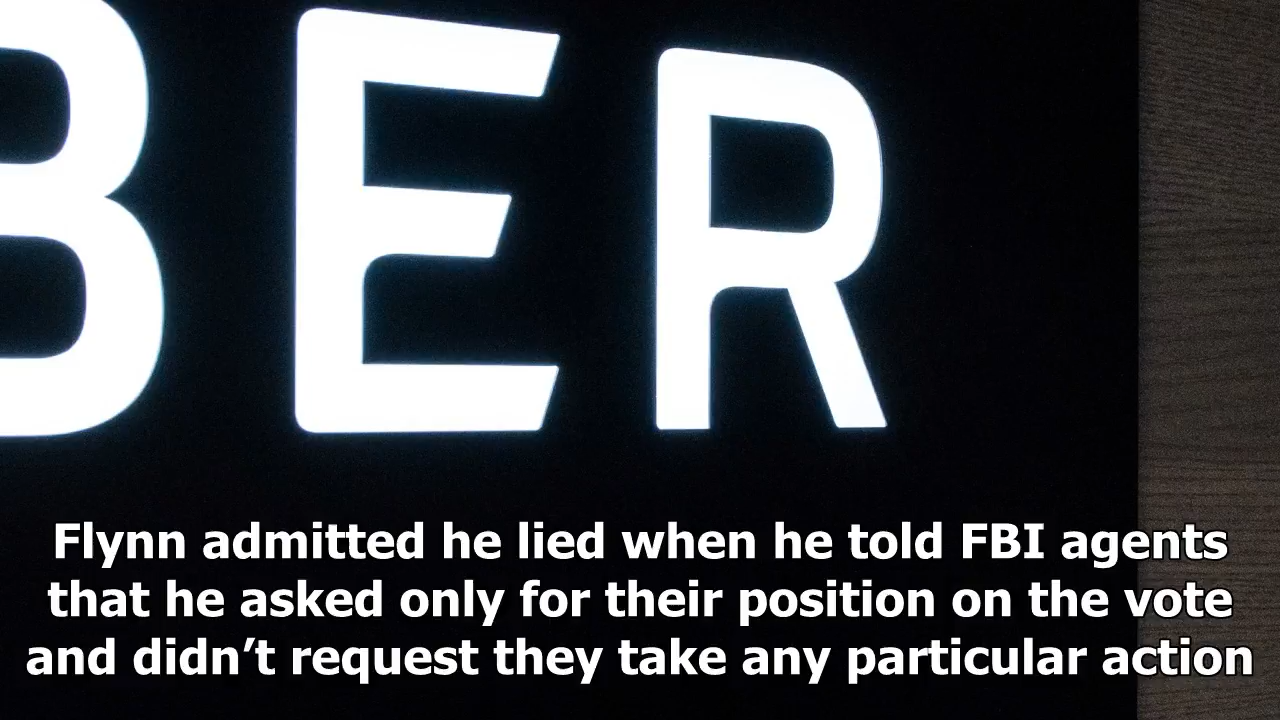 BER
Flynn admitted he lied when he told FBI agents
that he asked only for their position on the vote
and didn’t request they take any particular action